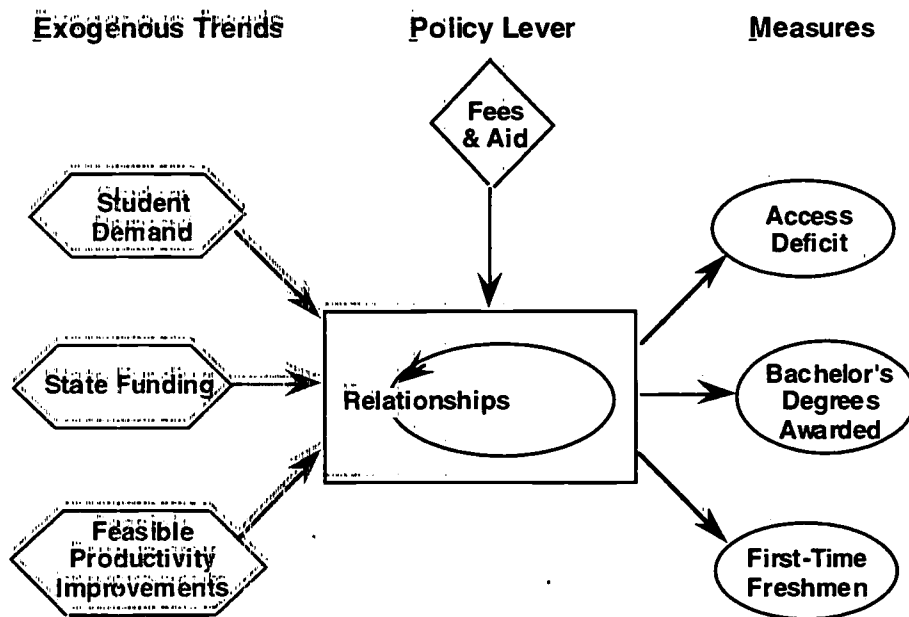 Exogenous Trends
Policy Lever
Measures
Fees
& Aid
Student
Demand
Access
Deficit
State Funding
Relationships
Bachelor's
Degrees
Awarded
Feasible
Productivity
Improvements
First-Time
Freshmen